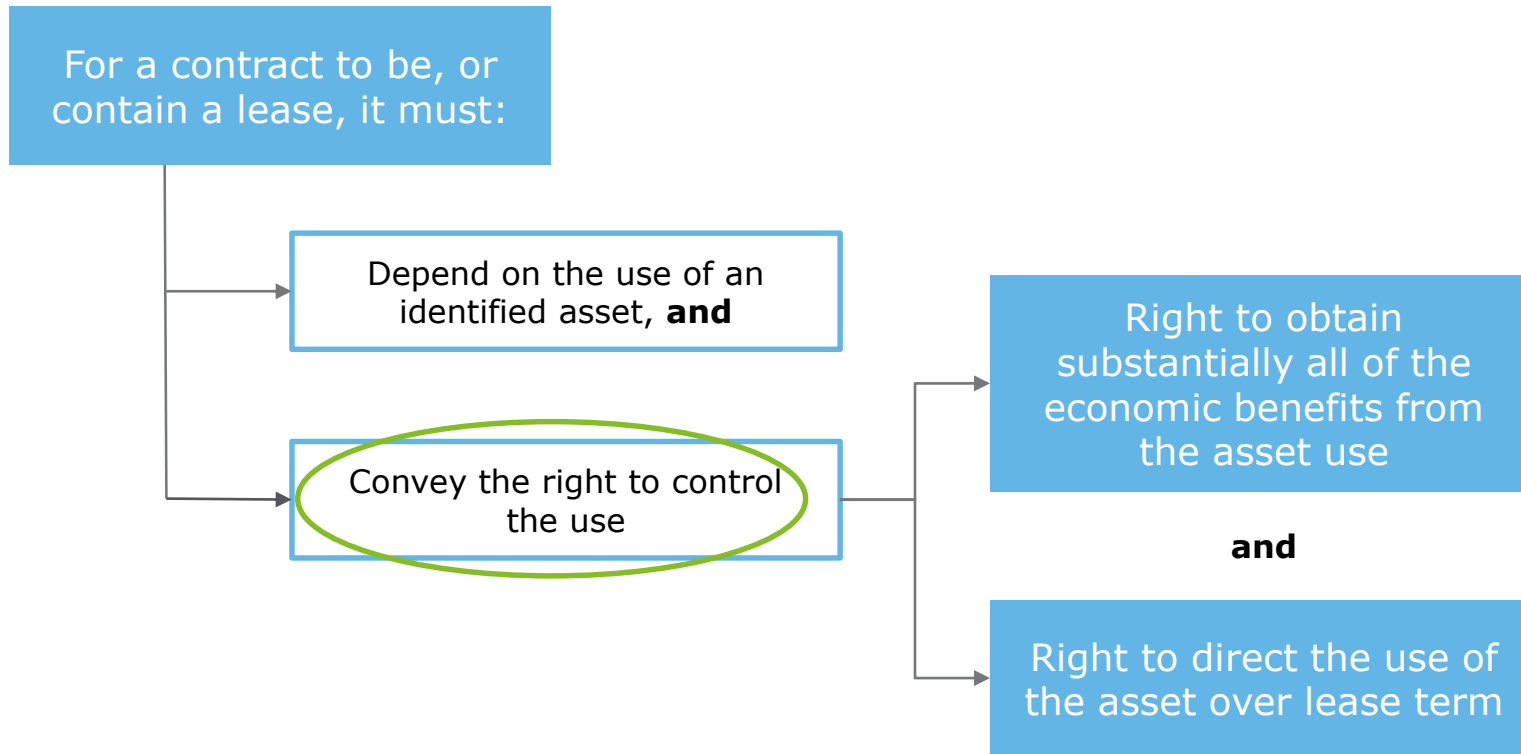 For a contract to be, or
contain a lease, it must:
Depend on the use of an
identified asset, and
Convey the right to control
the use
Right to obtain
substantially all of the
economic benefits from
the asset use
and
Right to direct the use of
the asset over lease term